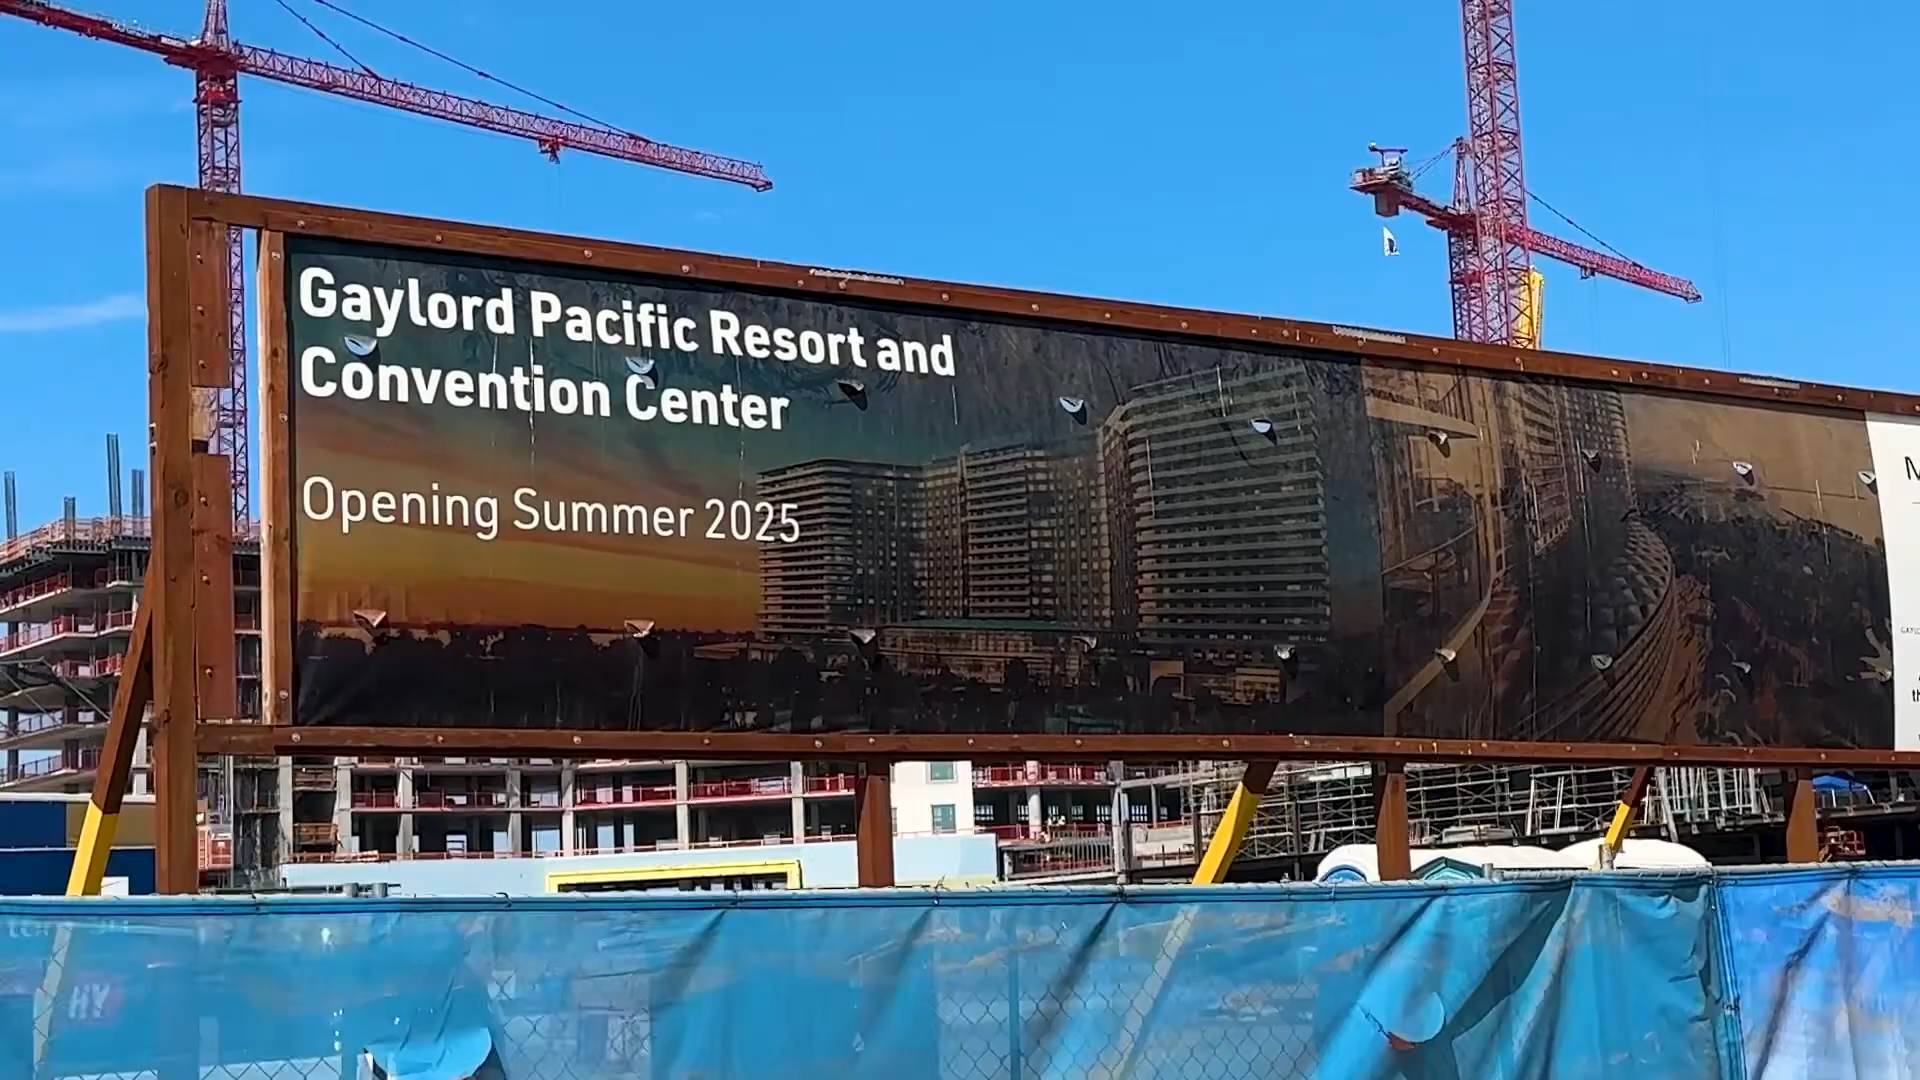 Gaylord Pacific Resort and
Convention Center
Opening Summer 2025